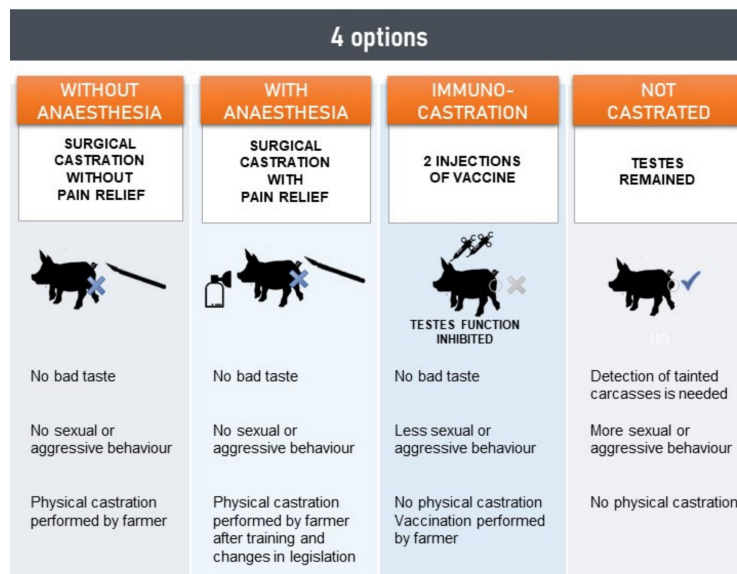 4 options
WITHOUT
ANAESTHESIA
SURGICAL
CASTRATION
WITHOUT
PAIN RELIEF
No bad taste
No sexual or
aggressive behaviour
Physical castration
performed by farmer
WITH
ANAESTHESIA
SURGICAL
CASTRATION
WITH
PAIN RELIEF
No bad taste
No sexual or
aggressive behaviour
Physical castration
performed by farmer
after training and
changes in legislation
IMMUNO-
CASTRATION
2 INJECTIONS
OF VACCINE
TESTES FUNCTION
INHIBITED
No bad taste
Less sexual or
aggressive behaviour
No physical castration
Vaccination performed
by farmer
NOT
CASTRATED
TESTES
REMAINED
NO
Detection of tainted
carcasses is needed
More sexual or
aggressive behaviour
No physical castration